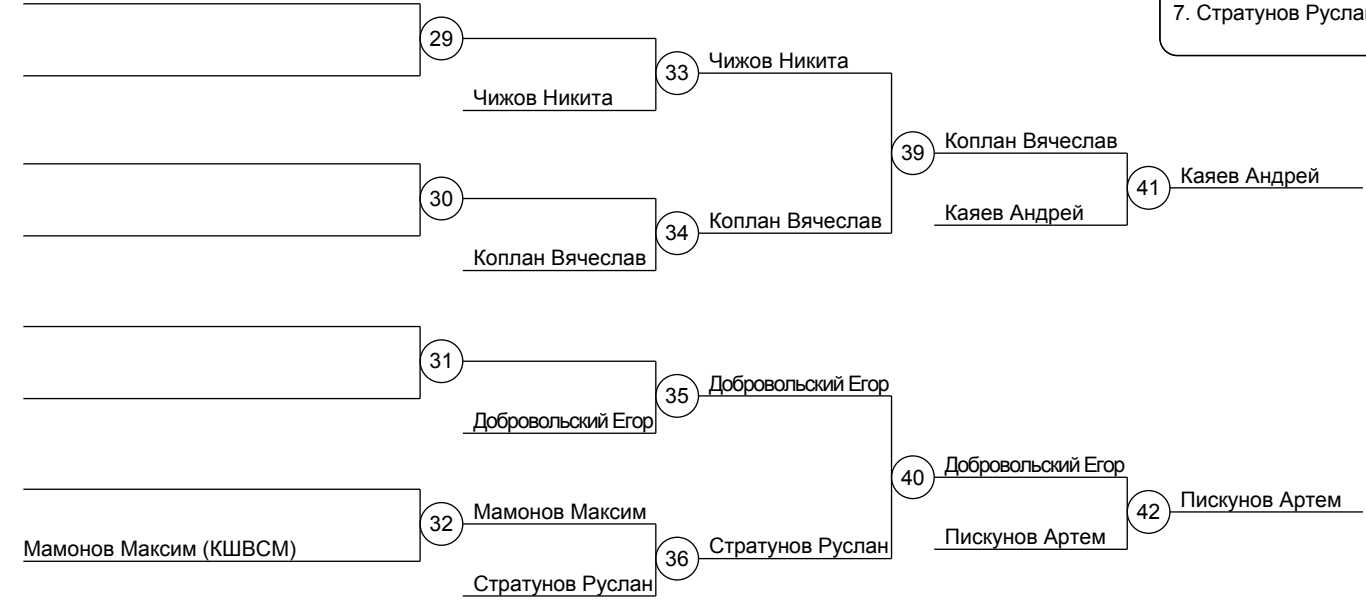 7. Стратунов Руслан
29
33
Чижов Никита
Чижов Никита
39
Коплан Вячеслав
41
Каяев Андрей
30
34
Коплан Вячеслав
Каяев Андрей
Коплан Вячеслав
31
35
Добровольский Егор
Добровольский Егор
40
Добровольский Егор
42
Пискунов Артем
32
Мамонов Максим
Пискунов Артем
Мамонов Максим (КШВСМ)
36
Стратунов Руслан
Стратунов Руслан